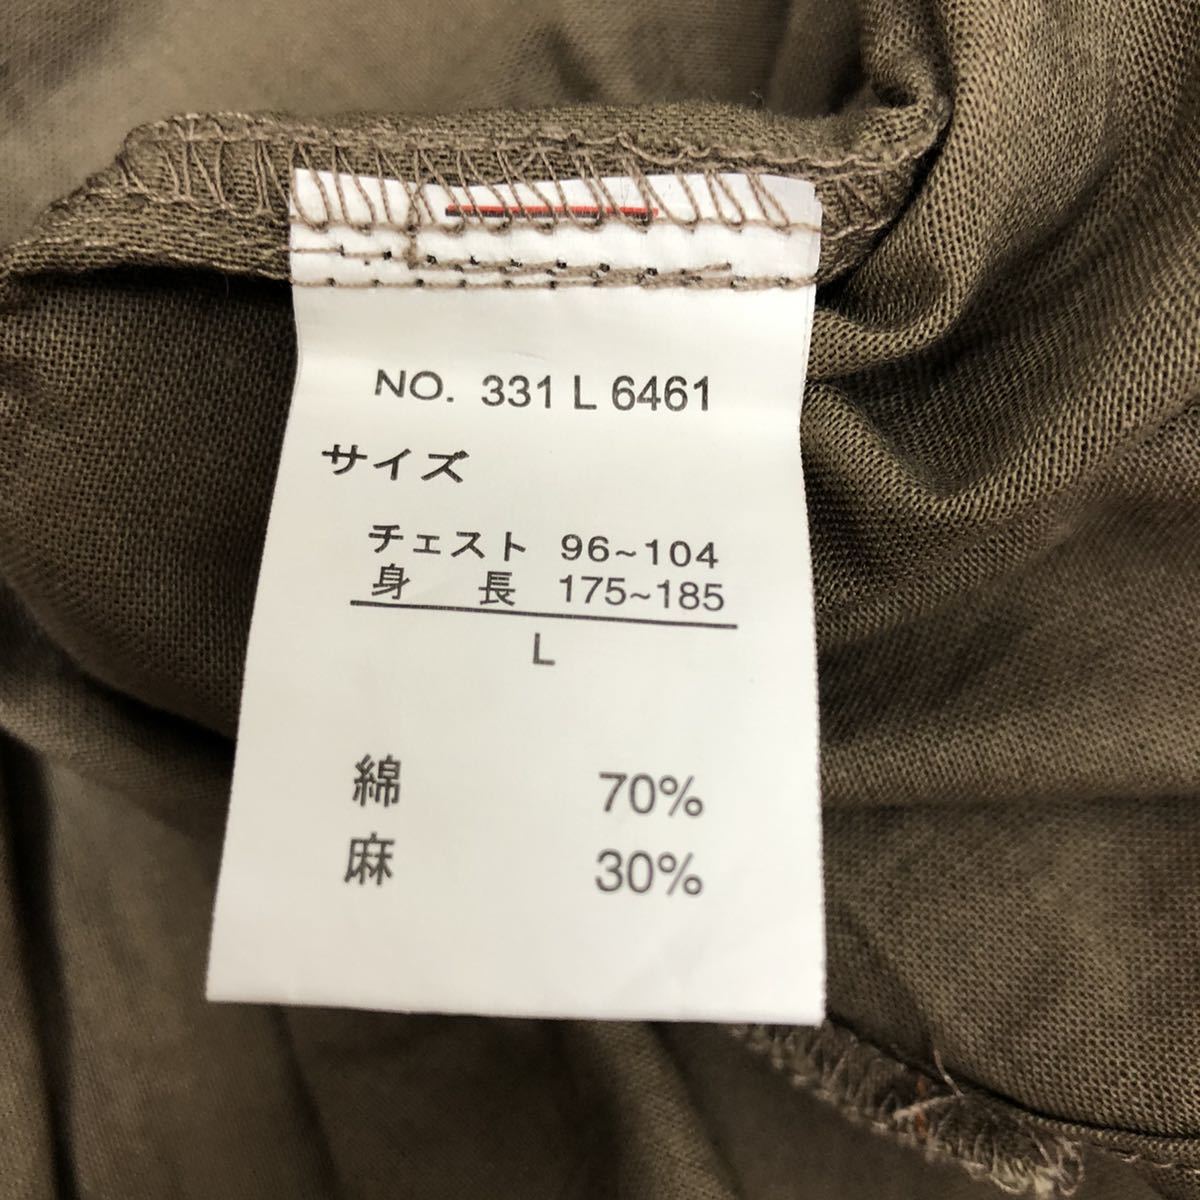 NO. 331 L 6461
サイズ
チェスト 96~104
身 長 175~185
L
綿 70%
麻 30%